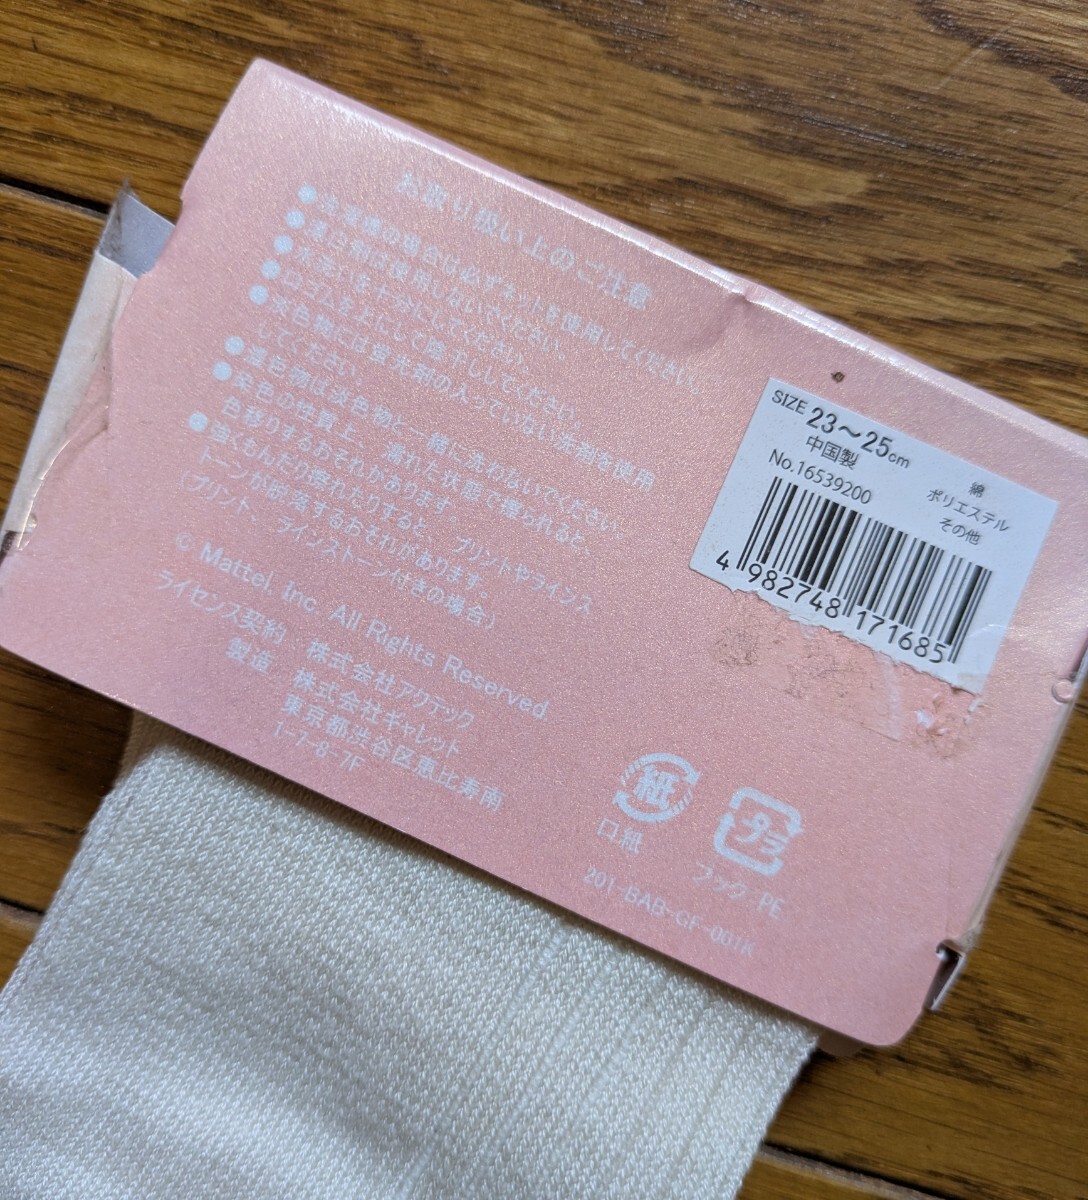 お取り扱い上のご注意
●洗濯機の場合は必ずネットを使用してください。
●漂白剤は使用しないでください。
●水洗いを十分にしてください。
●口ゴムを上にして陰干ししてください。
●淡色物には蛍光剤の入っていない洗剤を使用
してください。
●濃色物は淡色物と一緒に洗わないでください。
●染色の性質上、濡れた状態で擦られると、
色移りするおそれがあります。
●強くもんだり擦れたりすると、プリントやラインス
トーンが脱落するおそれがあります。
(プリント、ラインストーン付きの場合)
© Mattel, Inc. All Rights Reserved.
ライセンス契約 株式会社アクテック
製造 株式会社ギャレット
東京都渋谷区恵比寿南
1-7-8-7F
紙
口紙
プラ
フック:PE
201-BAB-GF-001K
SIZE 23～25cm
中国製
No.16539200
綿
ポリエステル
その他
4 982748 171685